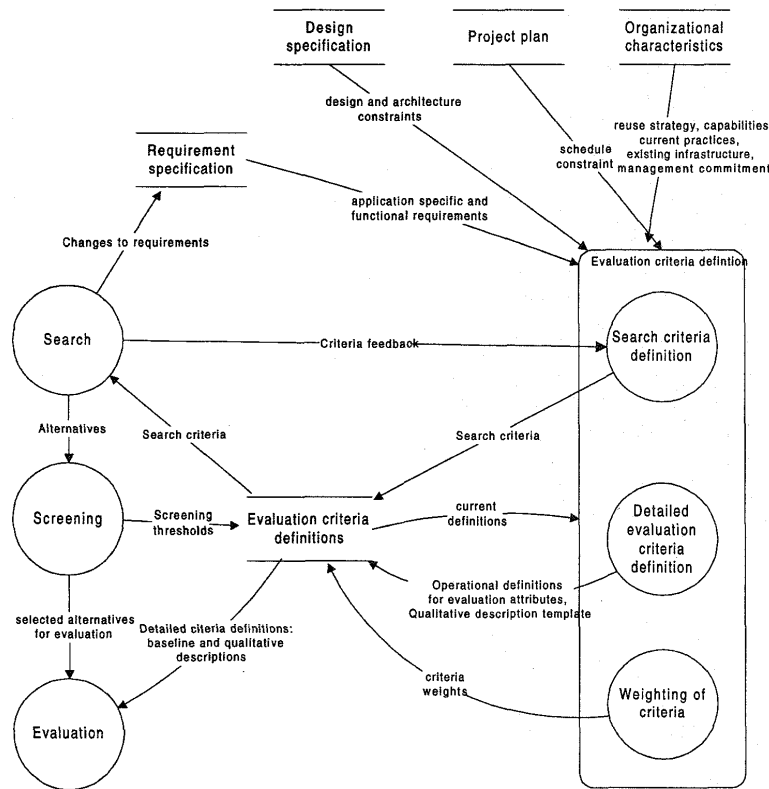 Design
specification
Project plan
Organizational
characteristics
design and architecture
constraints
reuse strategy, capabilities
current practices,
existing infrastructure,
management commitment
schedule
constraint
Requirement
specification
application specific and
functional requirements
Changes to requirements
Evaluation criteria defintion
Search
Criteria feedback
Search criteria
definition
Alternatives
Search criteria
Search criteria
Screening
Screening
thresholds
Evaluation criteria
definitions
current
definitions
Detailed
evaluation
criteria
definition
Operational definitions
for evaluation attributes,
Qualitative description template
selected alternatives
for evaluation
Detailed criteria definitions:
baseline and qualitative
descriptions
criteria
weights
Weighting of
criteria
Evaluation